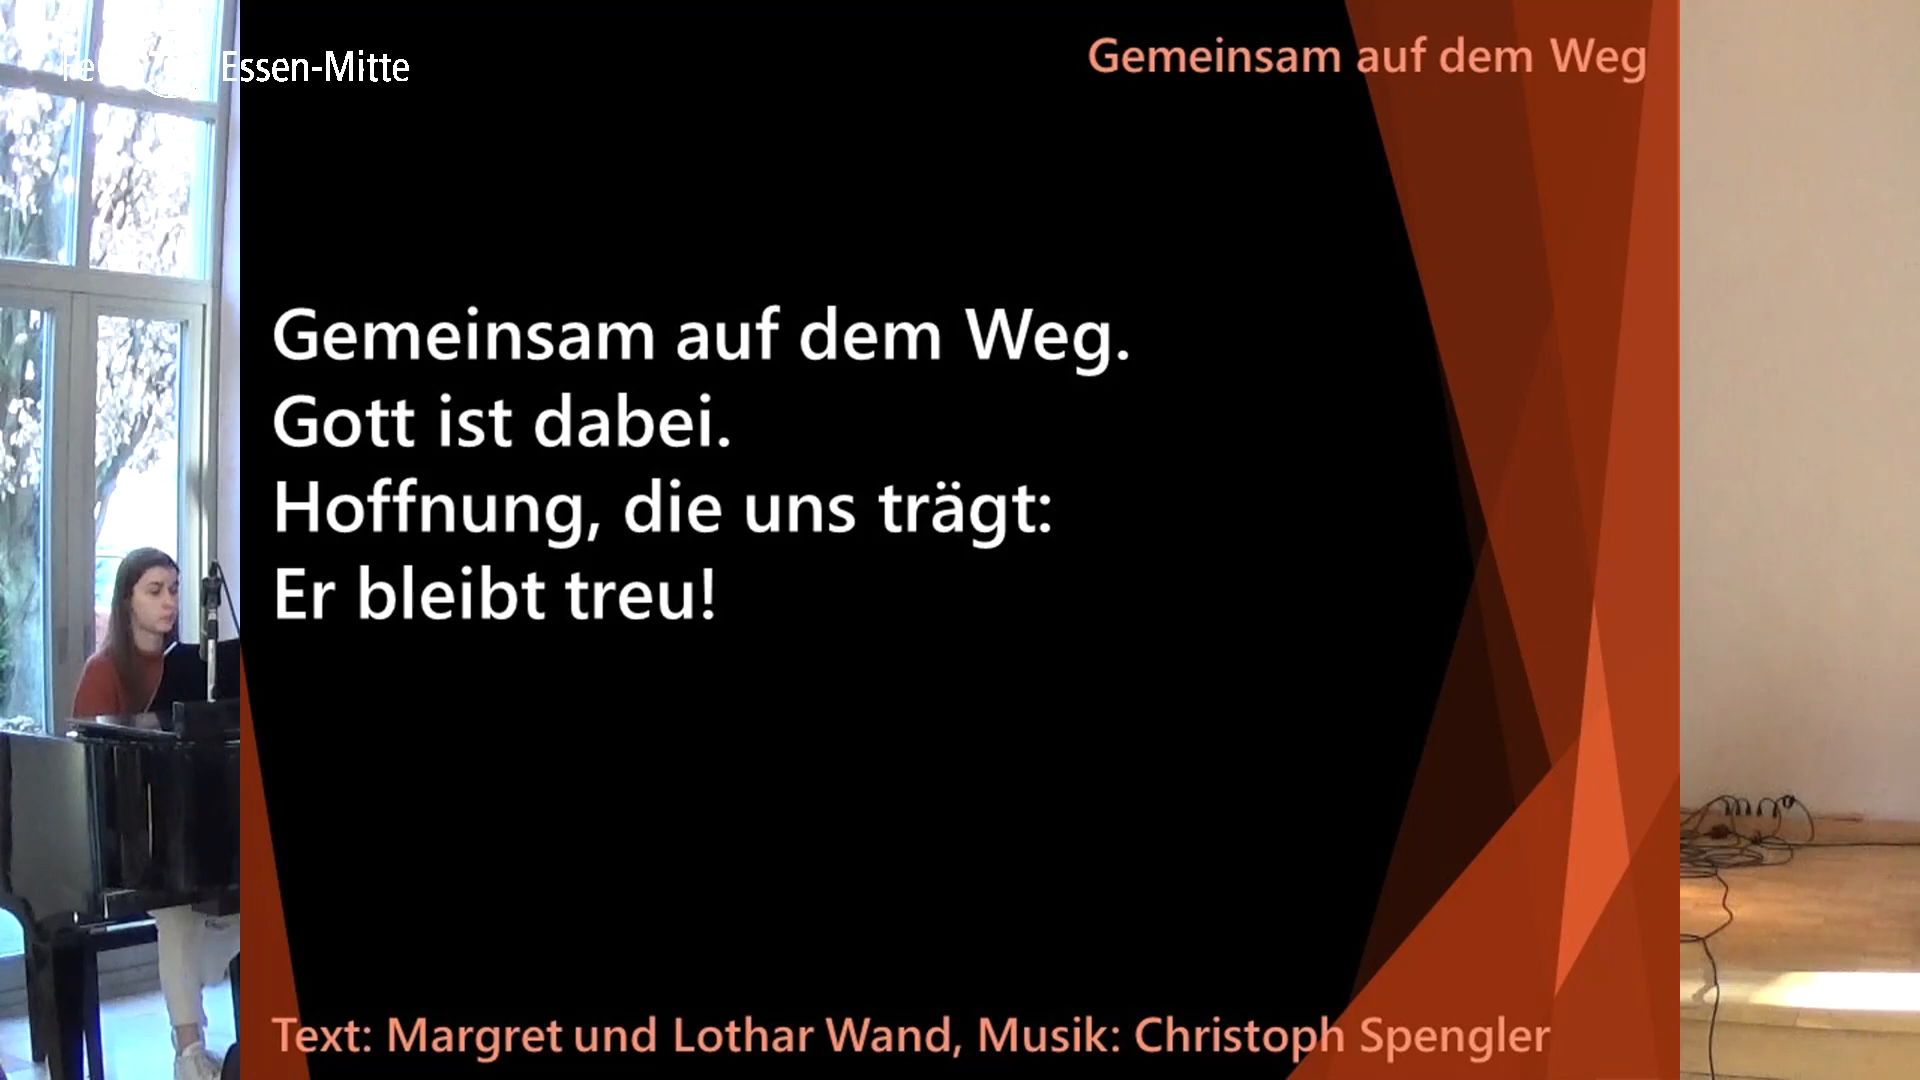 Essen-Mitte
Gemeinsam auf dem Weg
Gemeinsam auf dem Weg.
Gott ist dabei.
Hoffnung, die uns trägt:
Er bleibt treu!
Text: Margret und Lothar Wand, Musik: Christoph Spengler